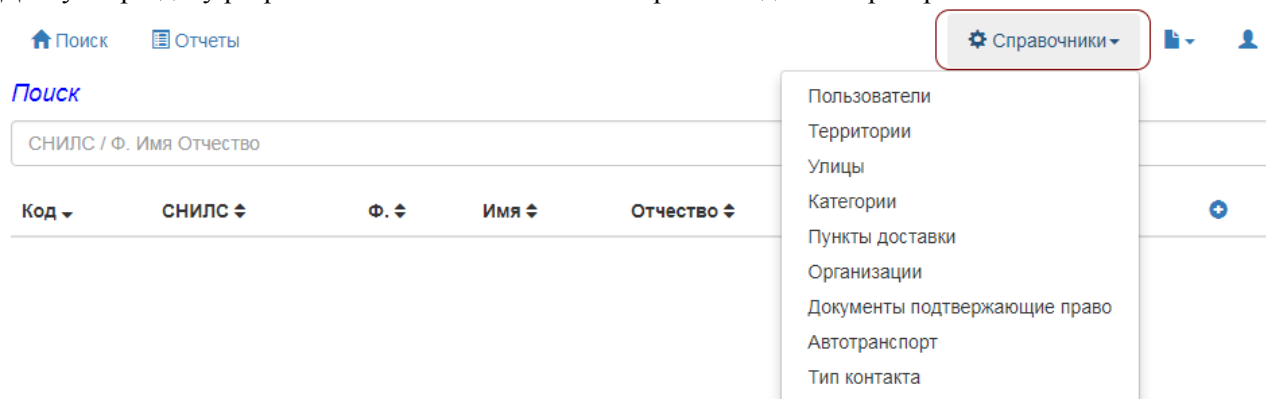 Поиск Отчеты Справочники
Поиск
СНИЛС / Ф. Имя Отчество
Код СНИЛС Ф. Имя Отчество
Пользователи
Территории
Улицы
Категории
Пункты доставки
Организации
Документы подтвержающие право
Автотранспорт
Тип контакта